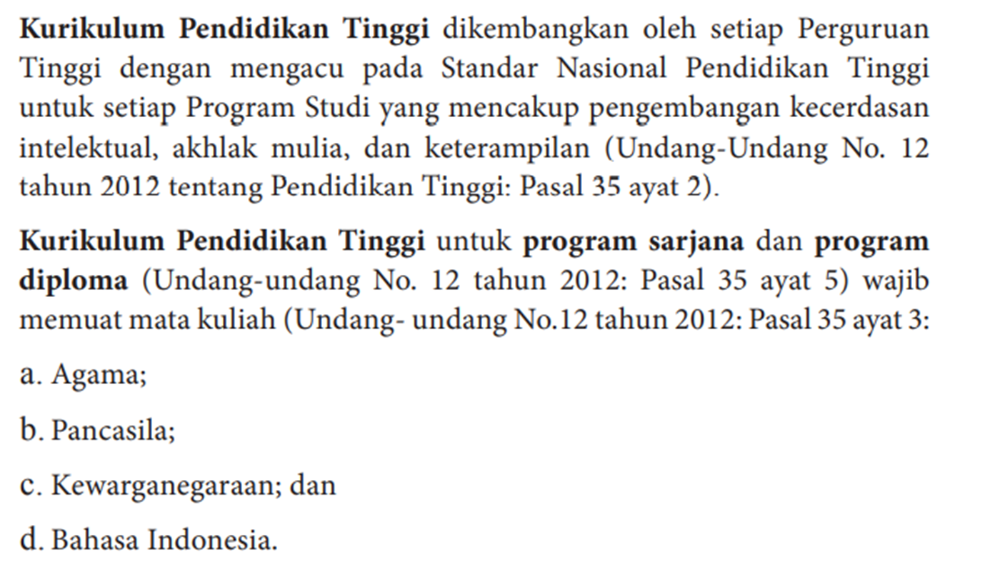 Kurikulum Pendidikan Tinggi dikembangkan oleh setiap Perguruan
Tinggi dengan mengacu pada Standar Nasional Pendidikan Tinggi
untuk setiap Program Studi yang mencakup pengembangan kecerdasan
intelektual, akhlak mulia, dan keterampilan (Undang-Undang No. 12
tahun 2012 tentang Pendidikan Tinggi: Pasal 35 ayat 2).
Kurikulum Pendidikan Tinggi untuk program sarjana dan program
diploma (Undang-undang No. 12 tahun 2012: Pasal 35 ayat 5) wajib
memuat mata kuliah (Undang- undang No.12 tahun 2012: Pasal 35 ayat 3:
a. Agama;
b. Pancasila;
c. Kewarganegaraan; dan
d. Bahasa Indonesia.